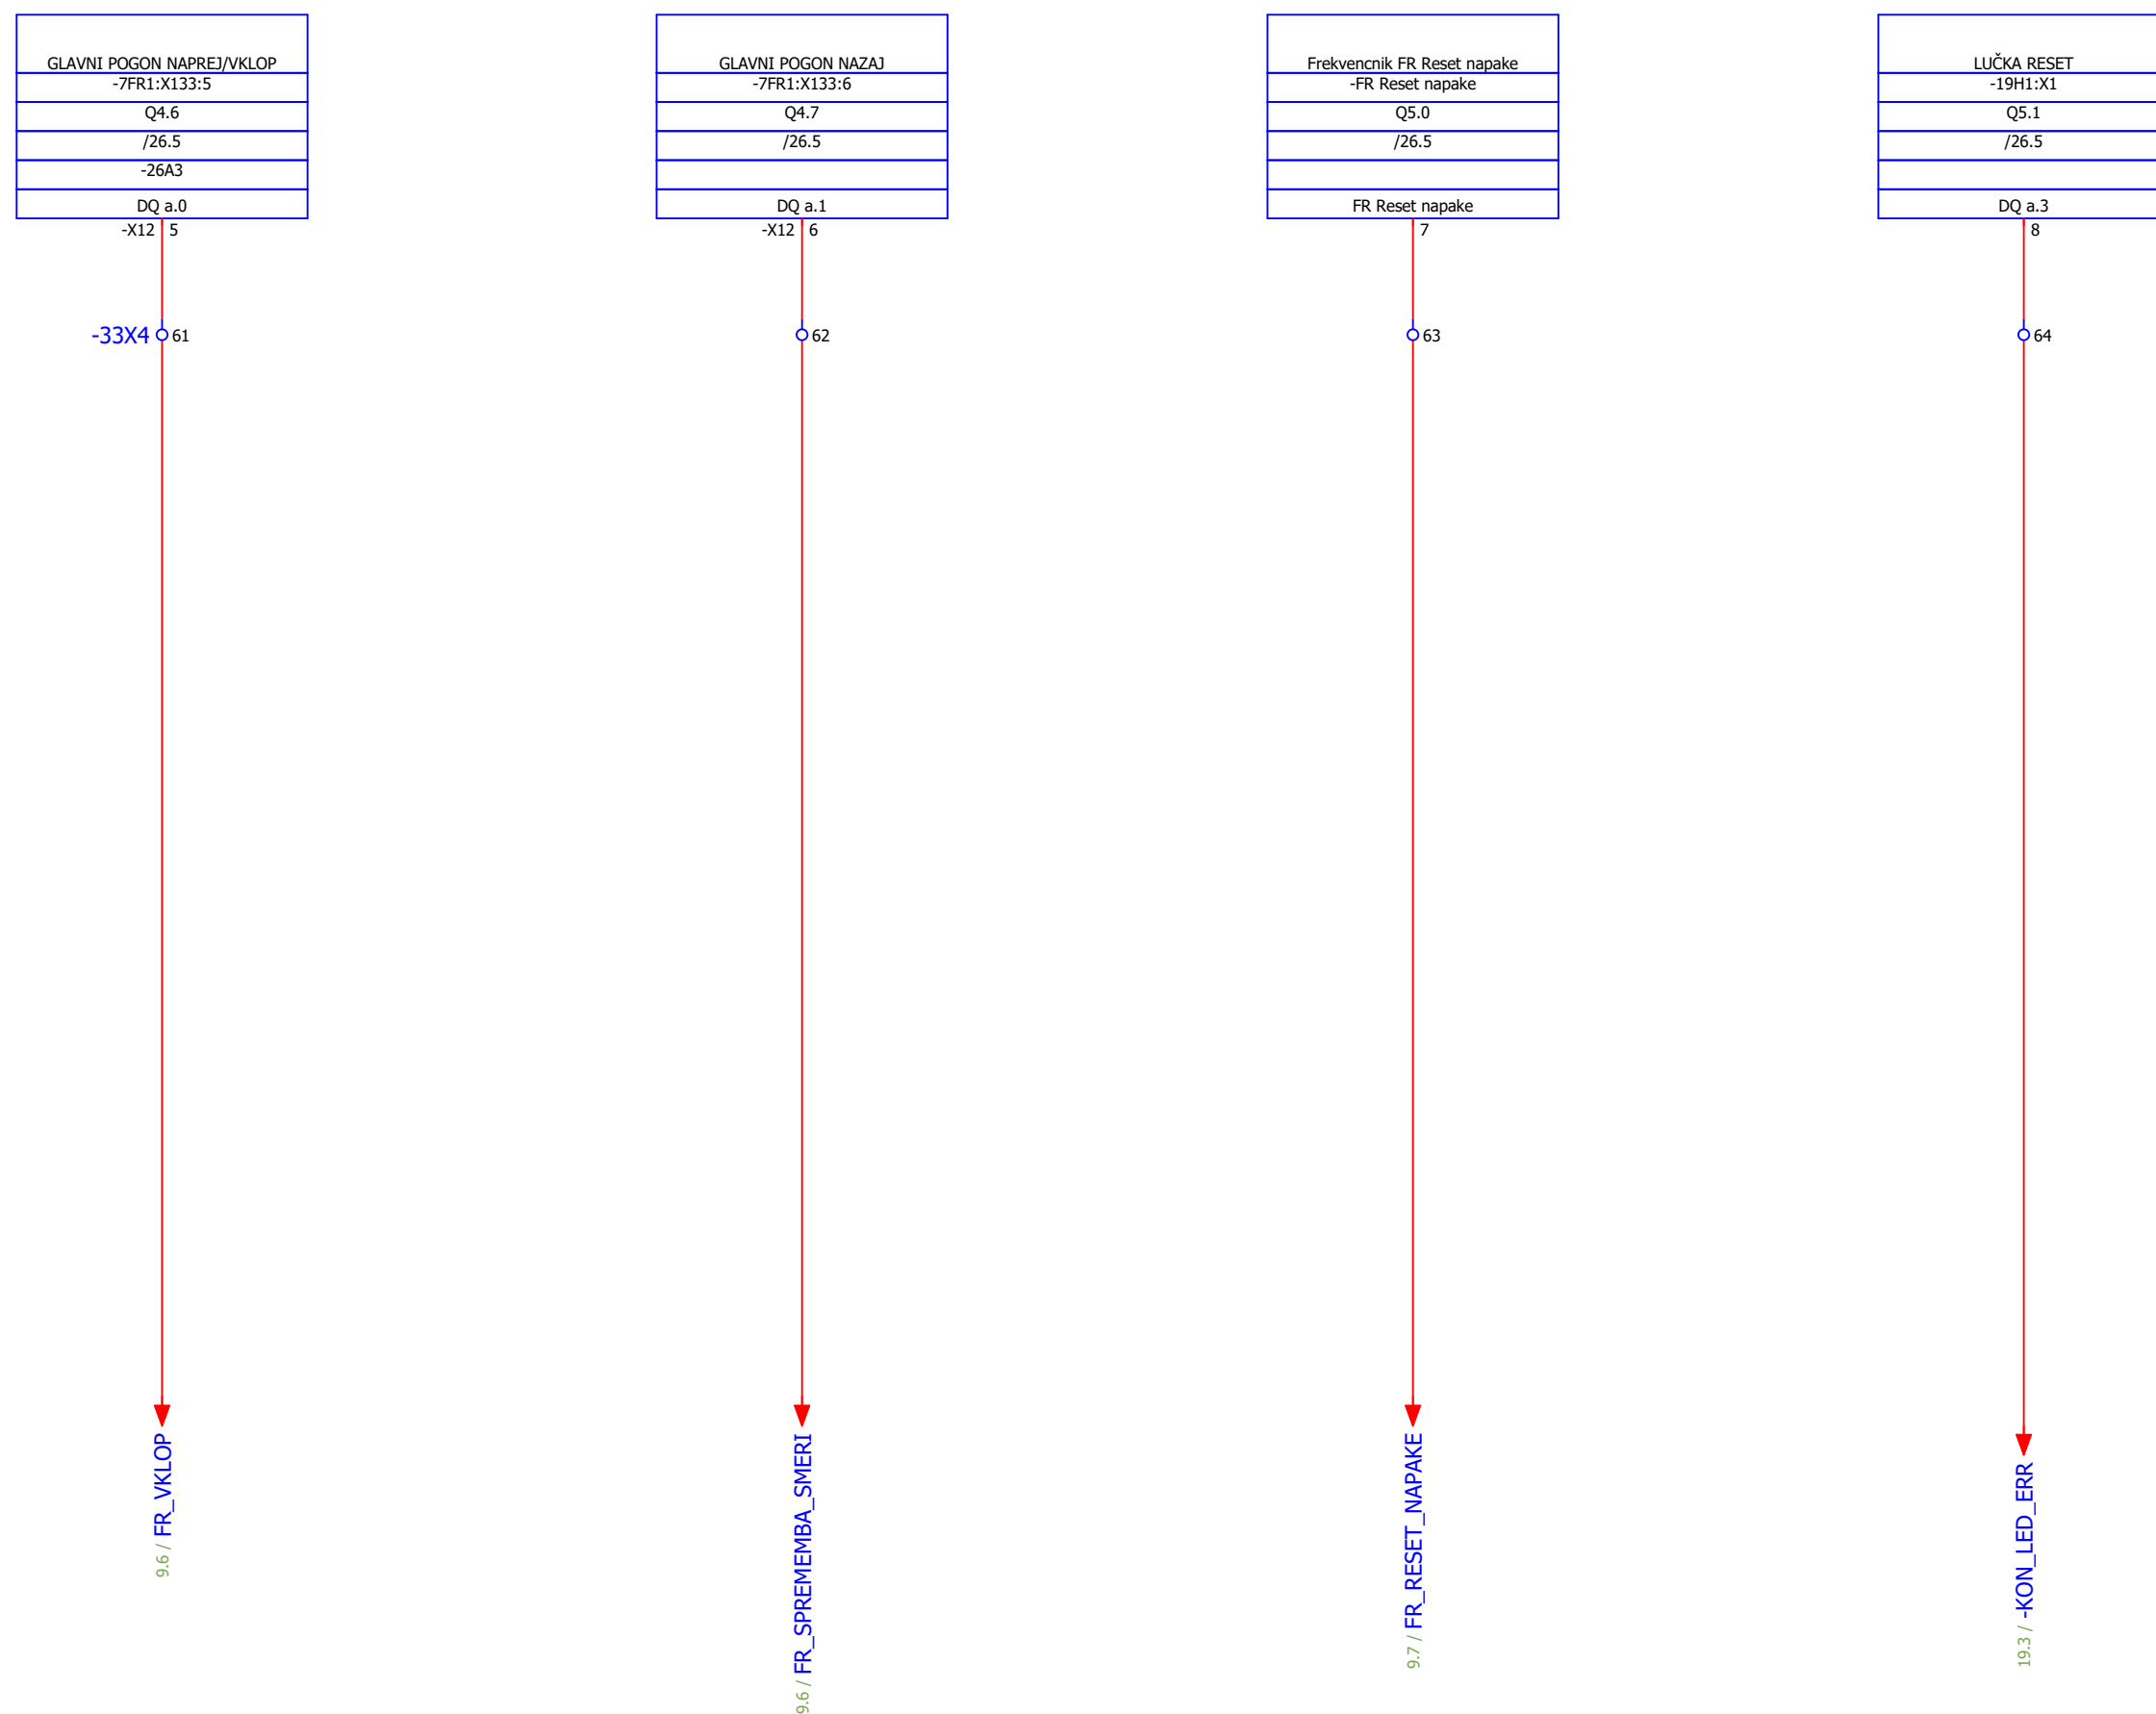 GLAVNI POGON NAPREJ/VKLOP
-7FR1:X133:5
Q4.6
/26.5
-26A3
DQ a.0
-X12 5
-33X4 61
9.6 / FR_VKLOP
GLAVNI POGON NAZAJ
-7FR1:X133:6
Q4.7
/26.5
DQ a.1
-X12 6
62
9.6 / FR_SPREMEMBA_SMERI
Frekvencnik FR Reset napake
-FR Reset napake
Q5.0
/26.5
FR Reset napake
7
63
9.7 / FR_RESET_NAPAKE
LUČKA RESET
-19H1:X1
Q5.1
/26.5
DQ a.3
8
64
19.3 / -KON_LED_ERR